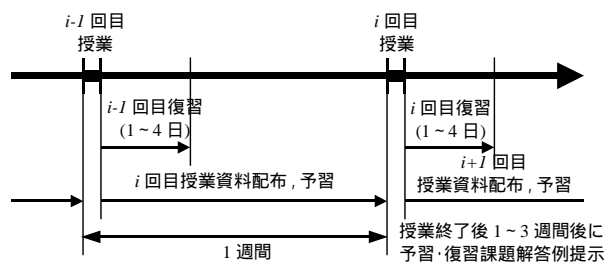 i-1 回目
授業
i 回目
授業
i-1 回目復習
(1~4 日)
i 回目復習
(1~4 日)
i 回目授業資料配布 , 予習
i+1 回目
授業資料配布 , 予習
1 週間
授業終了後 1~3 週間後に
予習·復習課題解答例提示